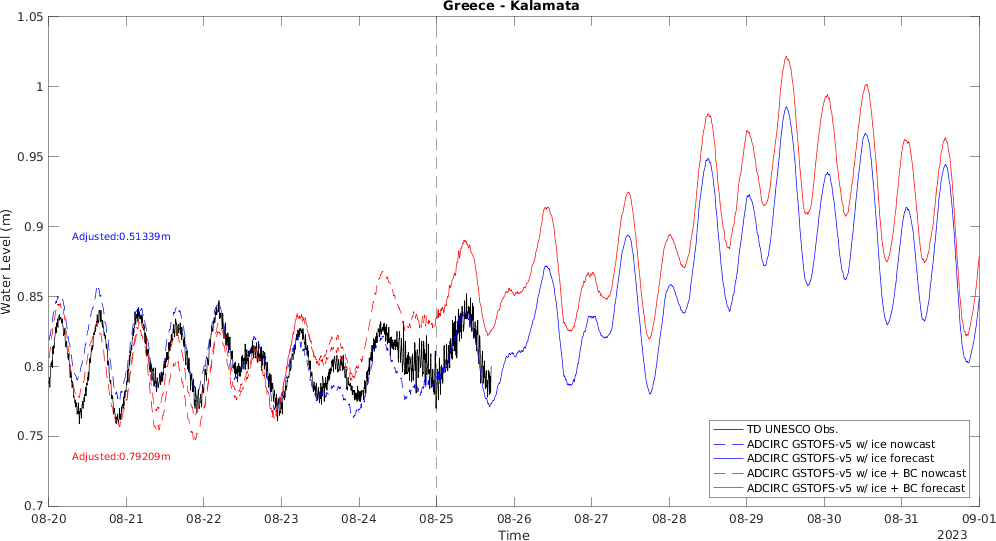 Greece - Kalamata
1.05
1
0.95
0.9
0.85
0.8
0.75
0.7
Water Level (m)
Adjusted:0.51339m
Adjusted:0.79209m
TD UNESCO Obs.
ADCIRC GSTOFS-v5 w/ ice nowcast
ADCIRC GSTOFS-v5 w/ ice forecast
ADCIRC GSTOFS-v5 w/ ice + BC nowcast
ADCIRC GSTOFS-v5 w/ ice + BC forecast
08-20 08-21 08-22 08-23 08-24 08-25 08-26 08-27 08-28 08-29 08-30 08-31 09-01
Time
2023